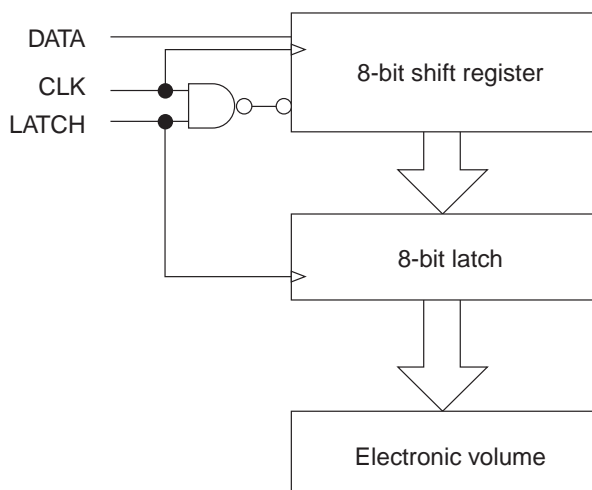 DATA
8-bit shift register
CLK
LATCH
8-bit latch
Electronic volume